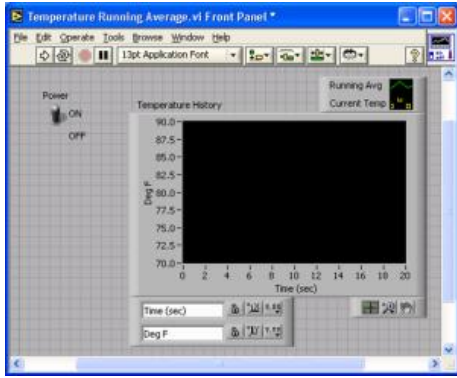 Temperature Running Average.vi Front Panel *
File Edit Operate Tools Browse Window Help
13pt Application Font
Power
ON
OFF
Running Avg
Temperature History
Current Temp
90.0
87.5
85.0
82.5
80.0
77.5
75.0
72.5
70.0
Deg F
0 2 4 6 8 10 12 14 16 18 20
Time (sec)
Time (sec)
Deg F